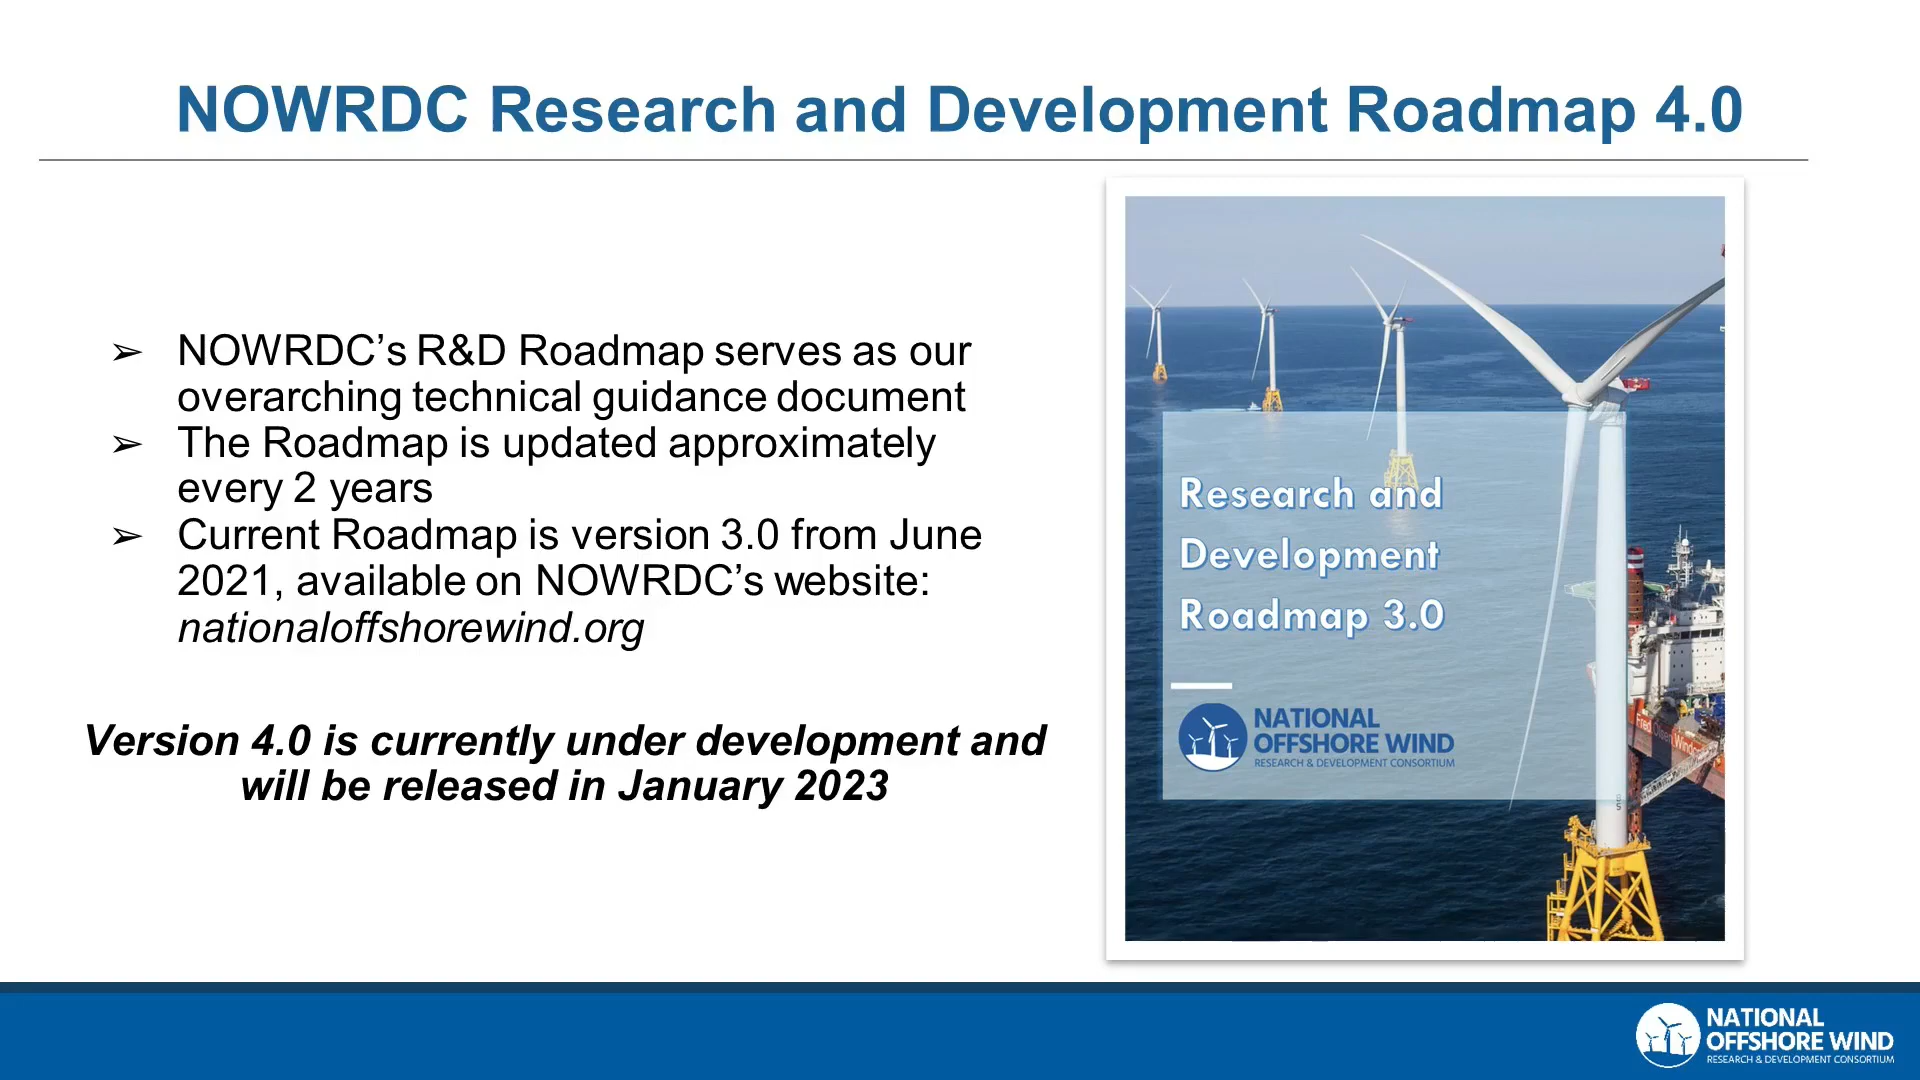 NOWRDC Research and Development Roadmap 4.0
➢ NOWRDC’s R&D Roadmap serves as our
overarching technical guidance document
➢ The Roadmap is updated approximately
every 2 years
➢ Current Roadmap is version 3.0 from June
2021, available on NOWRDC’s website:
nationaloffshorewind.org
Version 4.0 is currently under development and
will be released in January 2023
Research and
Development
Roadmap 3.0
NATIONAL
OFFSHORE WIND
RESEARCH & DEVELOPMENT CONSORTIUM
Fred Olsen Wind
NATIONAL
OFFSHORE WIND
RESEARCH & DEVELOPMENT CONSORTIUM